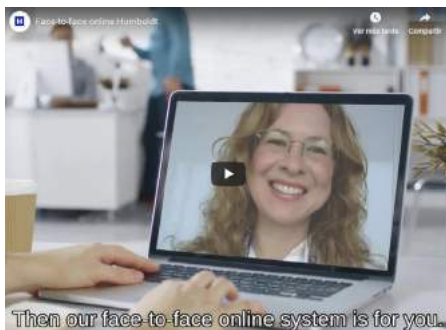 H
Face-to-face online Humboldt
Ver más tarde
Compartir
Then our face-to-face online system is for you.